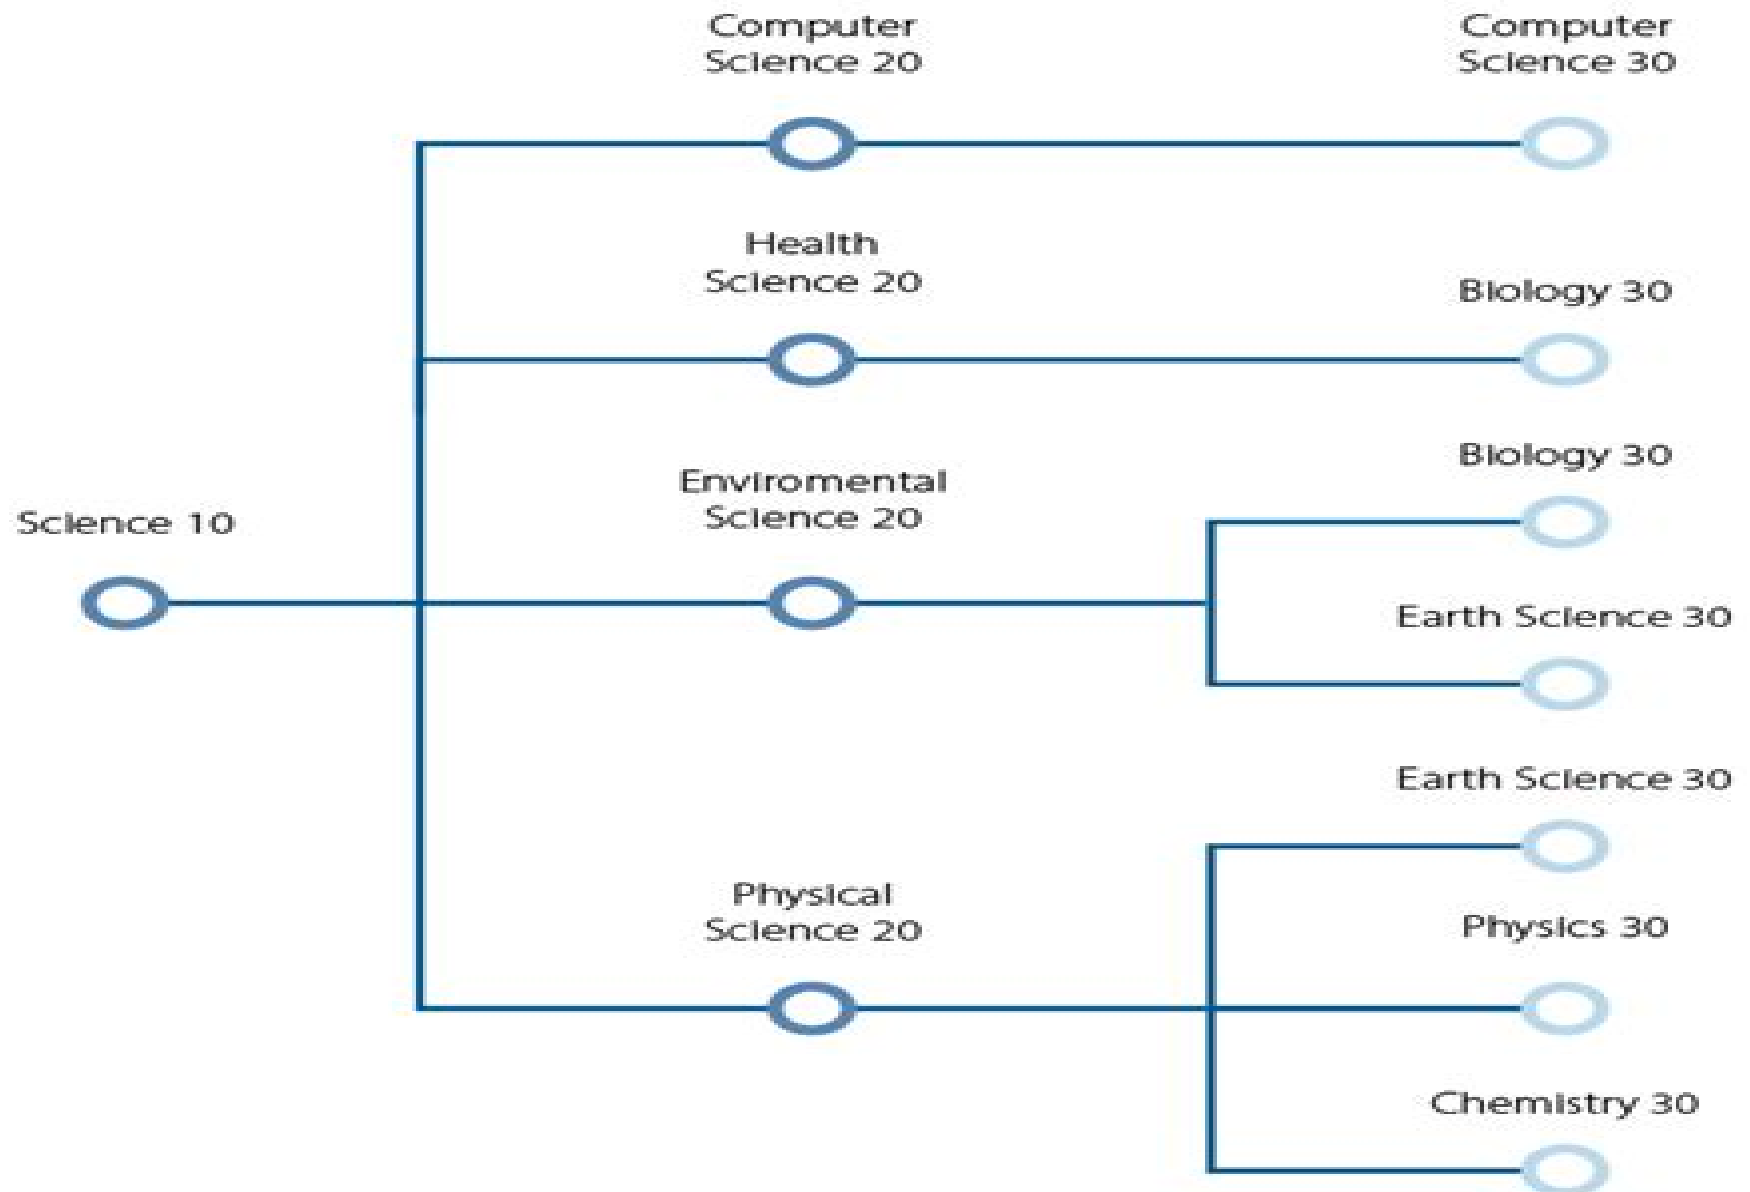 Computer
Science 20
Computer
Science 30
Health
Science 20
Biology 30
Biology 30
Enviromental
Science 20
Science 10
Earth Science 30
Earth Science 30
Physical
Science 20
Physics 30
Chemistry 30